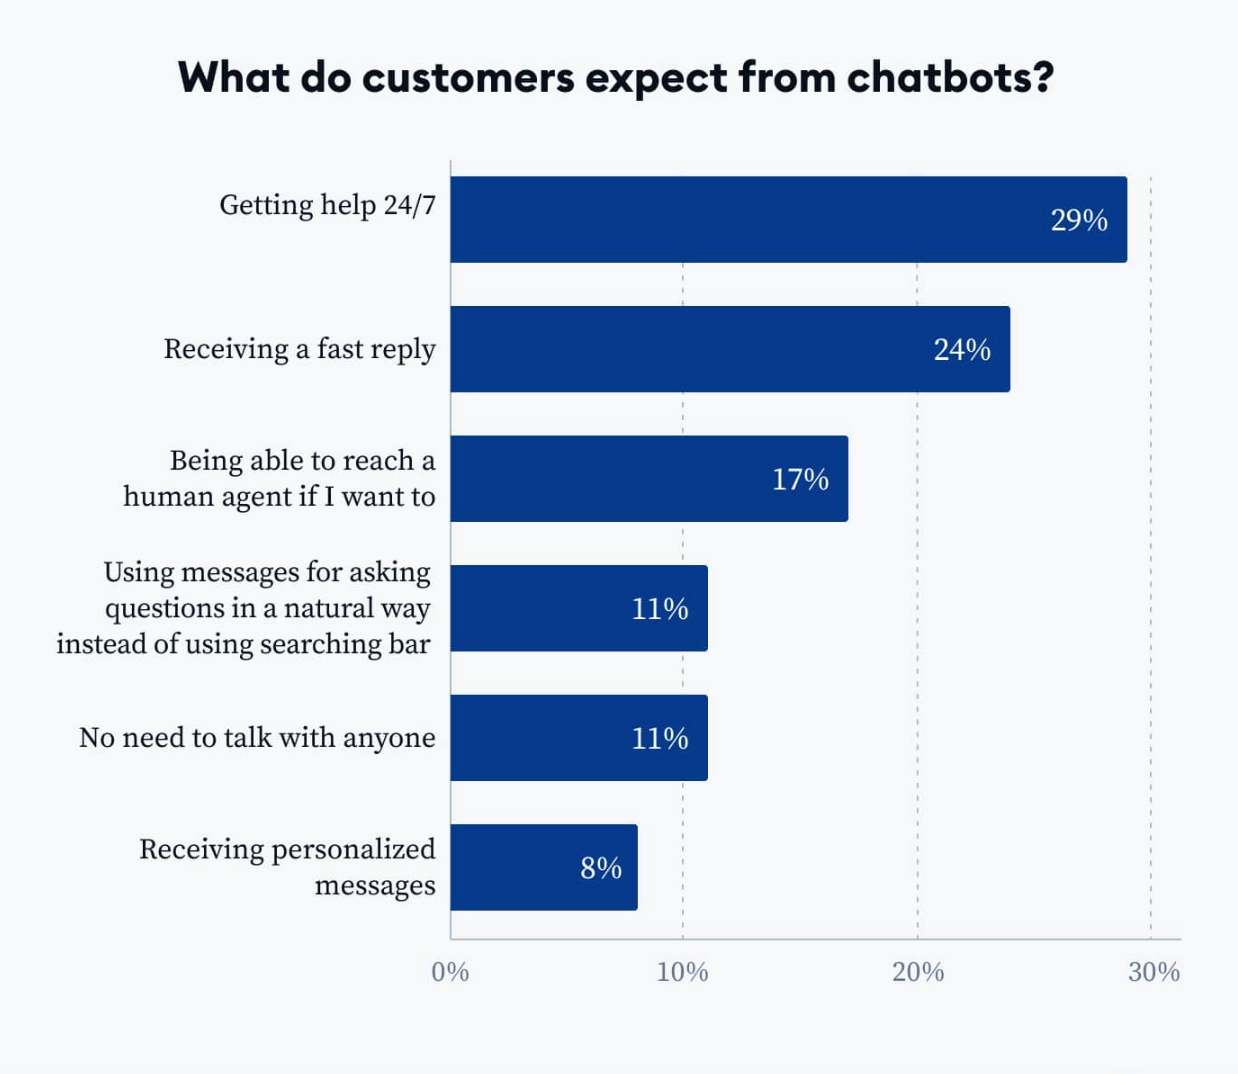 What do customers expect from chatbots?
Getting help 24/7
29%
Receiving a fast reply
24%
Being able to reach a
human agent if I want to
17%
Using messages for asking
questions in a natural way
instead of using searching bar
11%
No need to talk with anyone
11%
Receiving personalized
messages
8%
0%
10%
20%
30%